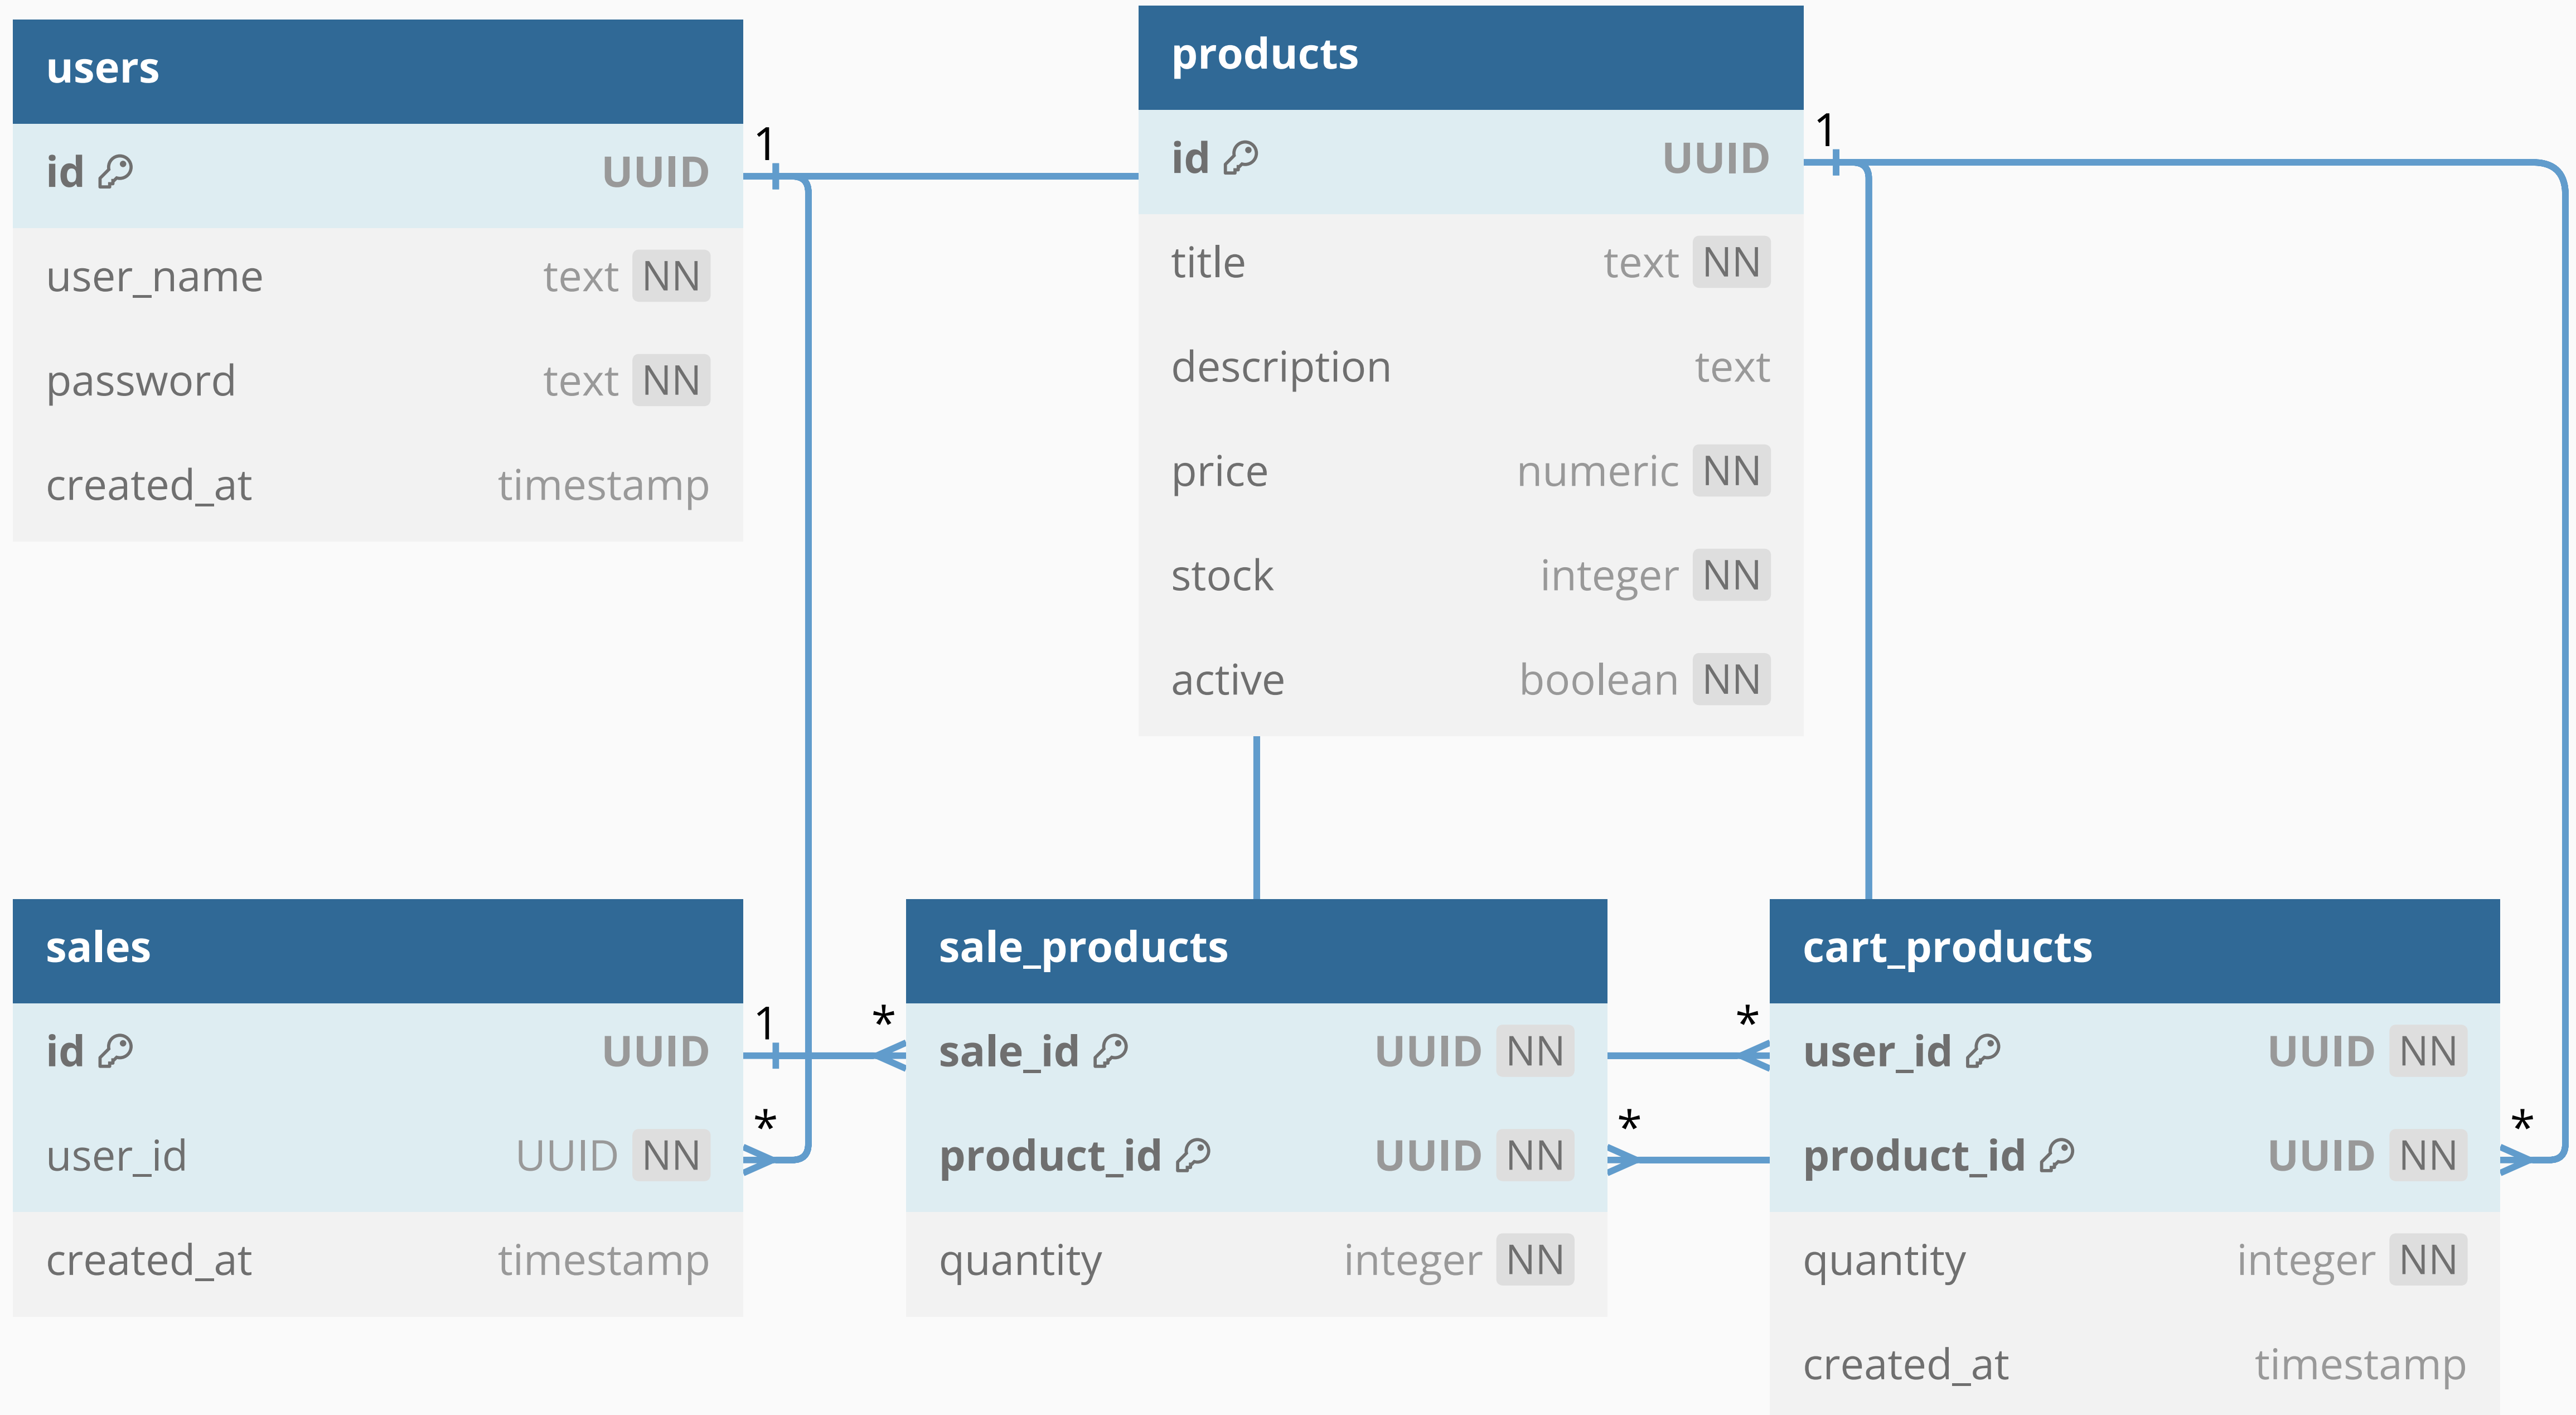 users
id UUID
user_name text NN
password text NN
created_at timestamp
1
products
id UUID
title text NN
description text
price numeric NN
stock integer NN
active boolean NN
1
sales
id UUID
user_id UUID NN
created_at timestamp
1
*
*
sale_products
sale_id UUID NN
product_id UUID NN
quantity integer NN
*
*
cart_products
user_id UUID NN
product_id UUID NN
quantity integer NN
created_at timestamp
*